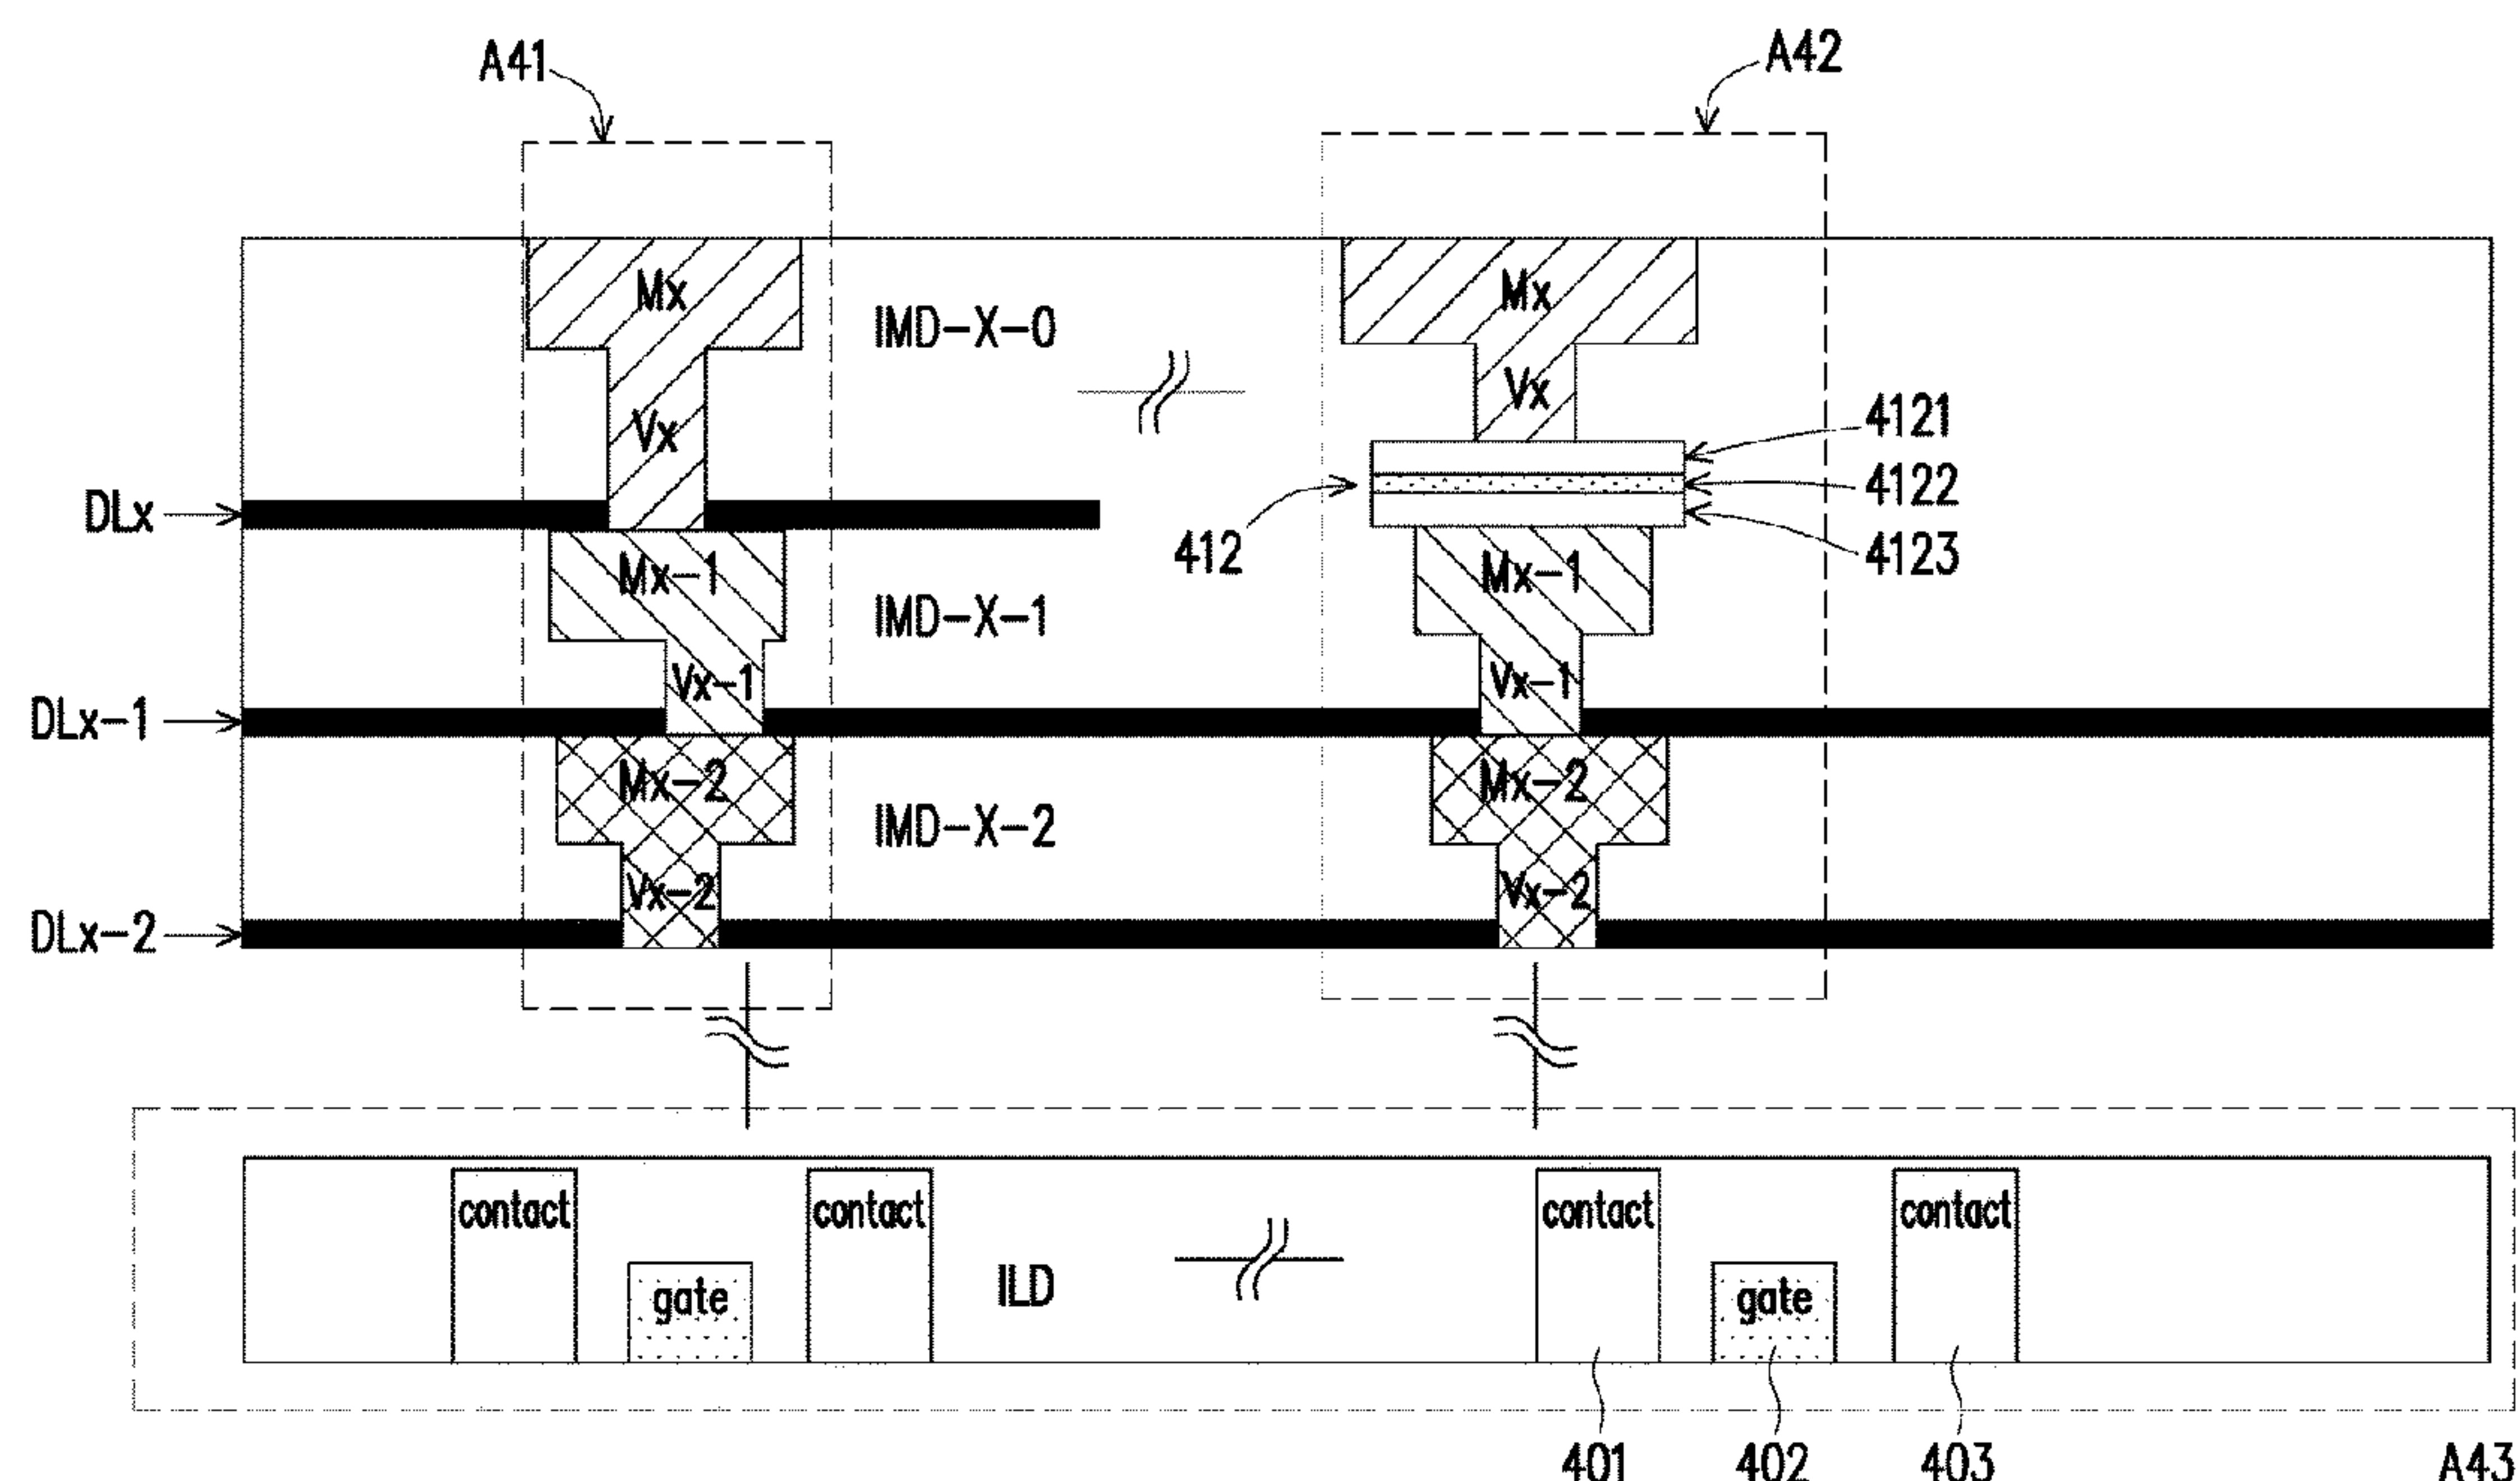 A41
A42
Mx
IMD-X-0
Mx
Vx
Vx
4121
4122
4123
412
DLx
Mx-1
IMD-X-1
Mx-1
Vx-1
Vx-1
DLx-1
Mx-2
IMD-X-2
Mx-2
Vx-2
Vx-2
DLx-2
contact
contact
contact
contact
gate
ILD
gate
401
402
403
A43